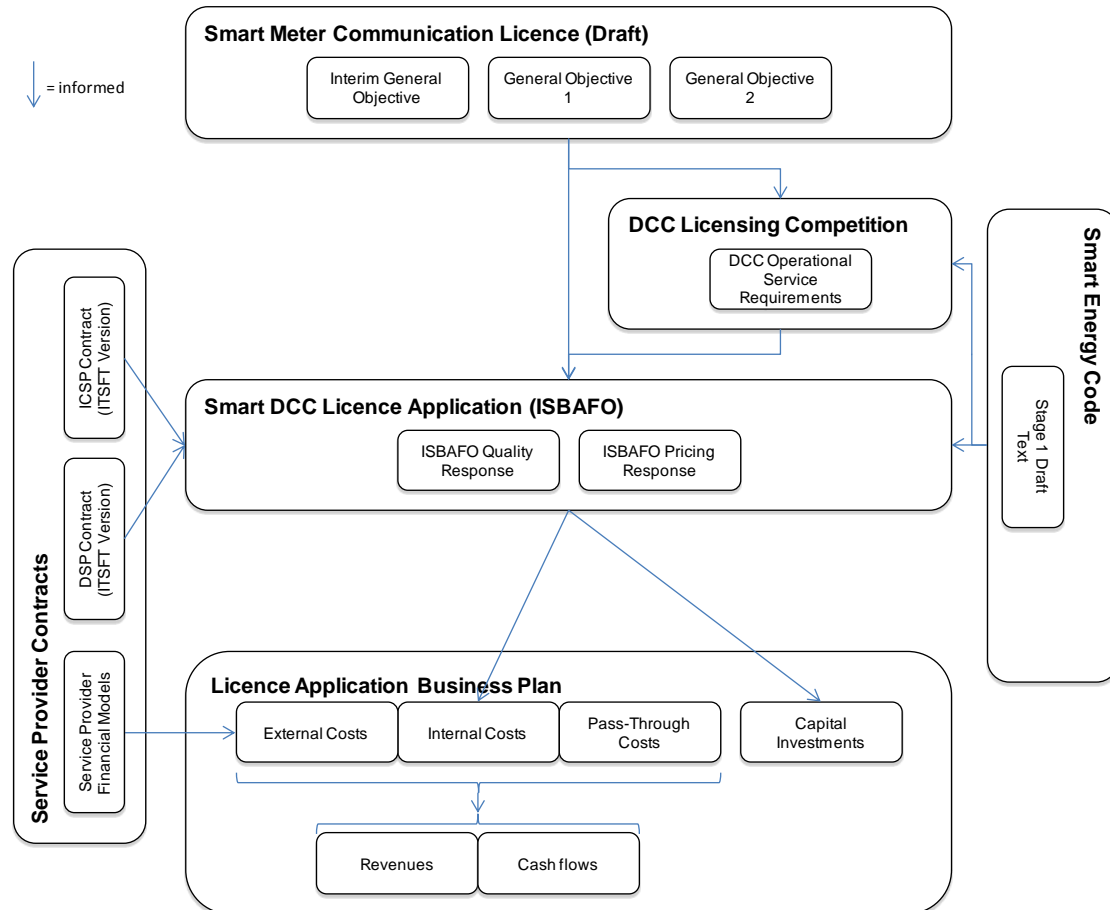 Smart Meter Communication Licence (Draft)
Interim General
Objective
General Objective
1
General Objective
2
= informed
DCC Licensing Competition
DCC Operational
Service
Requirements
Smart Energy Code
Stage 1 Draft
Text
Service Provider Contracts
ICSP Contract
(ITSFT Version)
DSP Contract
(ITSFT Version)
Service Provider
Financial Models
Smart DCC Licence Application (ISBAFO)
ISBAFO Quality
Response
ISBAFO Pricing
Response
Licence Application Business Plan
External Costs
Internal Costs
Pass-Through
Costs
Capital
Investments
Revenues
Cash flows